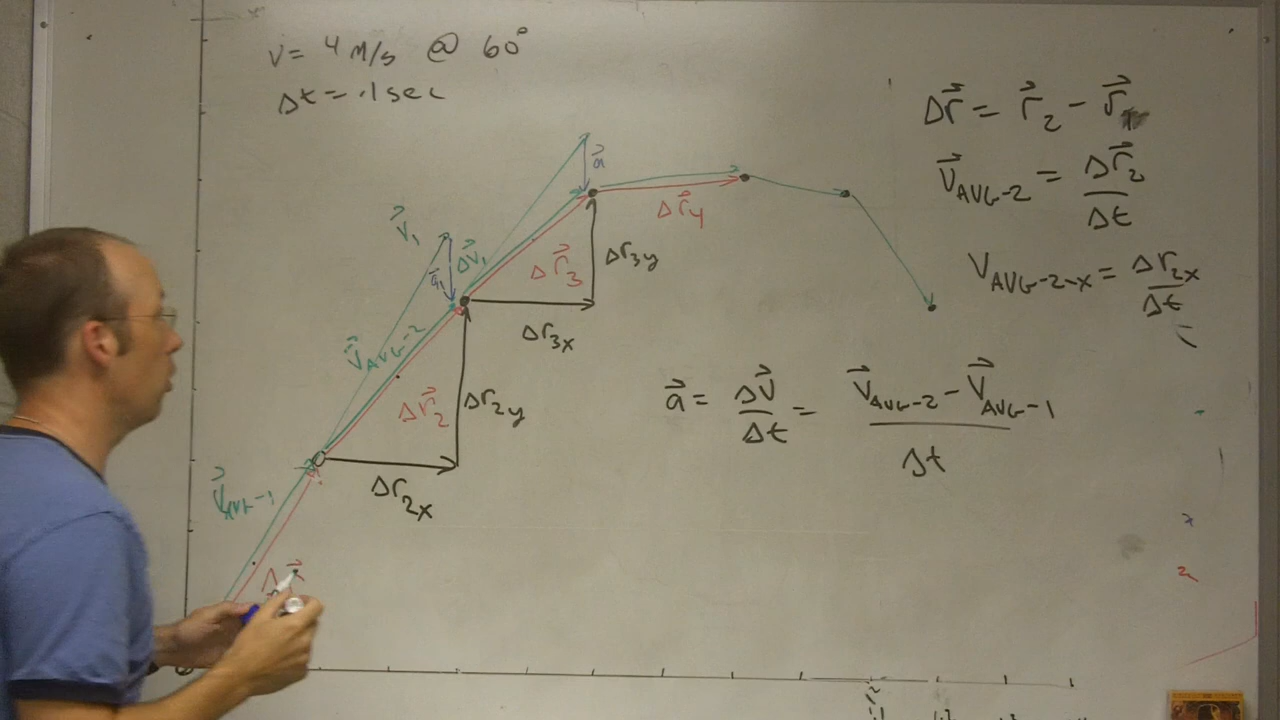 v = 4 m/s @ 60°
Δt = .1 sec
Δr⃗ = r⃗₂ - r⃗₁
V⃗AVG-2 = Δr⃗₂ / Δt
VAVG-2-x = Δr₂ₓ / Δt
a⃗
V⃗₁
ΔV⃗₁
a⃗₁
Δr⃗₄
Δr⃗₃
Δr₃y
Δr₃ₓ
V⃗AVG-2
Δr⃗₂
Δr₂y
Δr₂ₓ
a⃗ = ΔV⃗ / Δt = (V⃗AVG-2 - V⃗AVG-1) / Δt
V⃗AVG-1